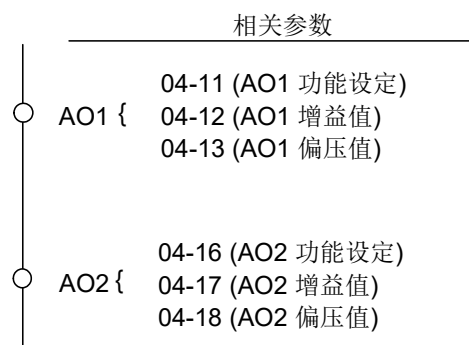 相关参数
04-11 (AO1 功能设定)
AO1 { 04-12 (AO1 增益值)
04-13 (AO1 偏压值)
04-16 (AO2 功能设定)
AO2 { 04-17 (AO2 增益值)
04-18 (AO2 偏压值)